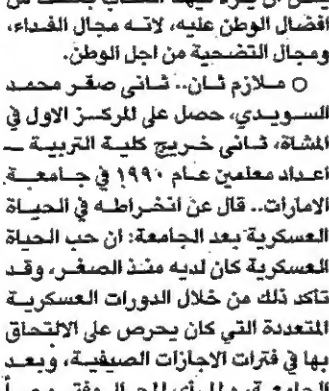 افضال الوطن عليه، لانه مجال الفداء،
ومجال التضحية من اجل الوطن.
○ ملازم ثان.. ثانى صقر محمد
السويدي، حصل على المركز الاول في
المشاة، ثانى خريج كلية التربية ــ
اعداد معلمين عام ١٩٩٠ في جامعة
الامارات.. قال عن انخراطه في الحياة
العسكرية بعد الجامعة: ان حب الحياة
العسكرية كان لديه منذ الصغر، وقد
تاكد ذلك من خلال الدورات العسكرية
المتعددة التي كان يحرص على الالتحاق
بها في فترات الاجازات الصيفية، وبعد